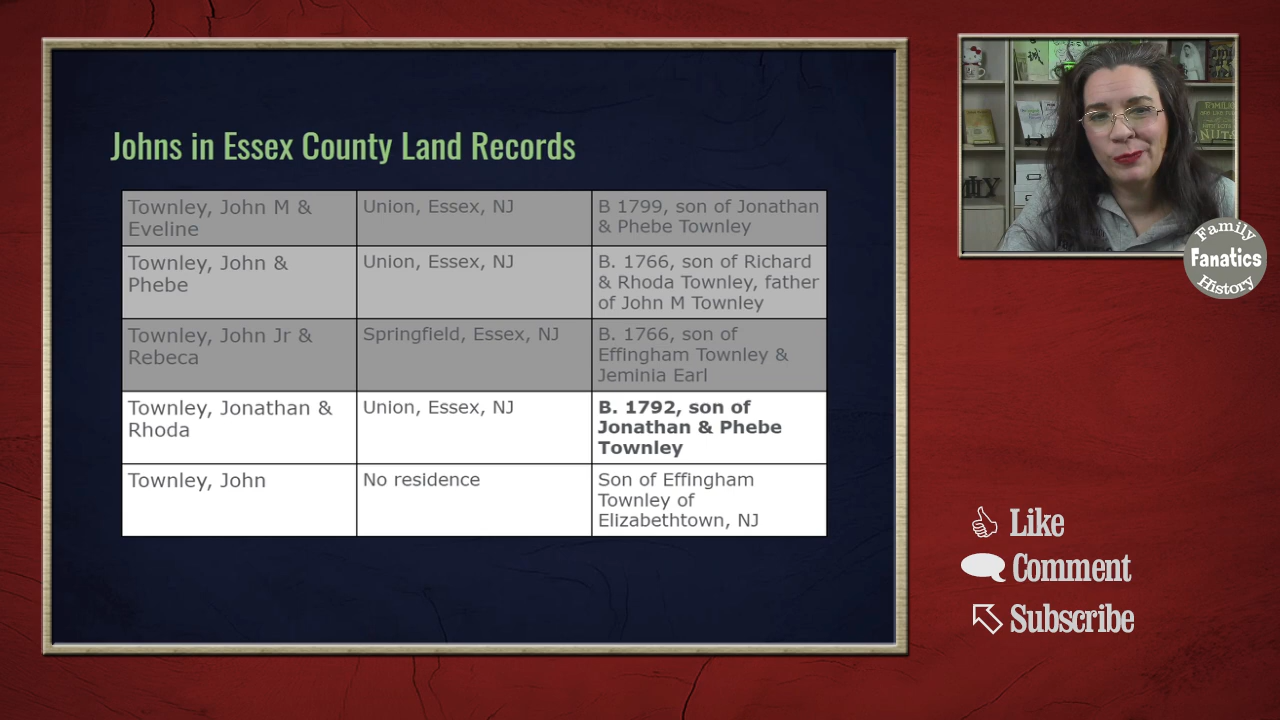 Johns in Essex County Land Records
Townley, John M &
Eveline
Union, Essex, NJ
B 1799, son of Jonathan
& Phebe Townley
Townley, John &
Phebe
Union, Essex, NJ
B. 1766, son of Richard
& Rhoda Townley, father
of John M Townley
Townley, John Jr &
Rebeca
Springfield, Essex, NJ
B. 1766, son of
Effingham Townley &
Jeminia Earl
Townley, Jonathan &
Rhoda
Union, Essex, NJ
B. 1792, son of
Jonathan & Phebe
Townley
Townley, John
No residence
Son of Effingham
Townley of
Elizabethtown, NJ
Family
Fanatics
History
Like
Comment
Subscribe